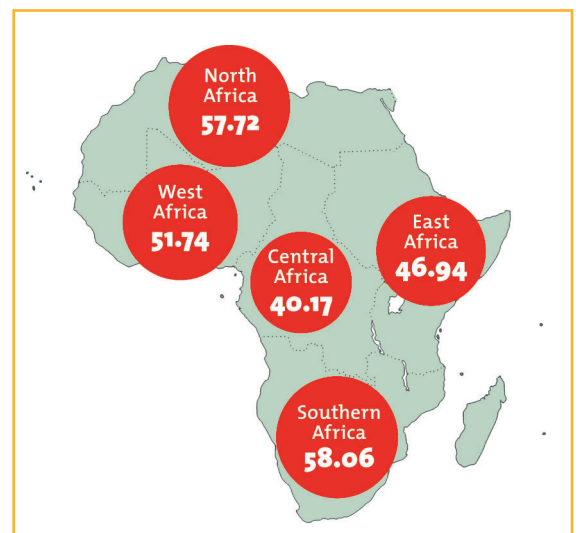 North
Africa
57.72
West
Africa
51.74
East
Africa
46.94
Central
Africa
40.17
Southern
Africa
58.06